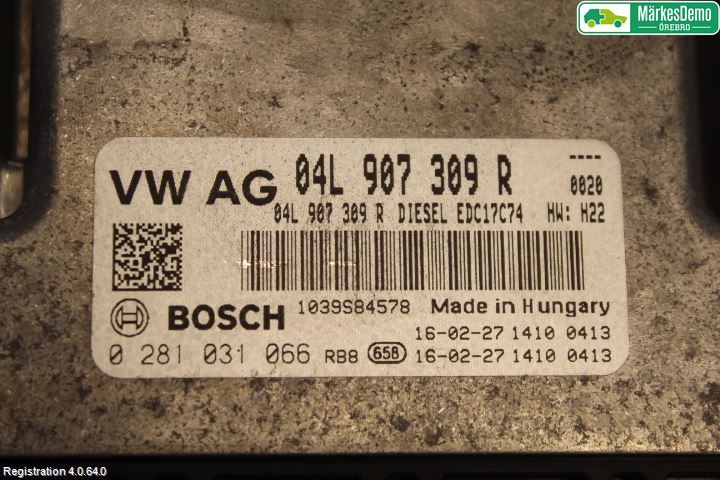 MärkesDemo
ÖREBRO
VW AG 04L 907 309 R ----
0020
04L 907 309 R DIESEL EDC17C74 HW: H22
BOSCH 1039S84578 Made in Hungary
16-02-27 1410 0413
0 281 031 066 RB8 658 16-02-27 1410 0413
Registration 4.0.64.0